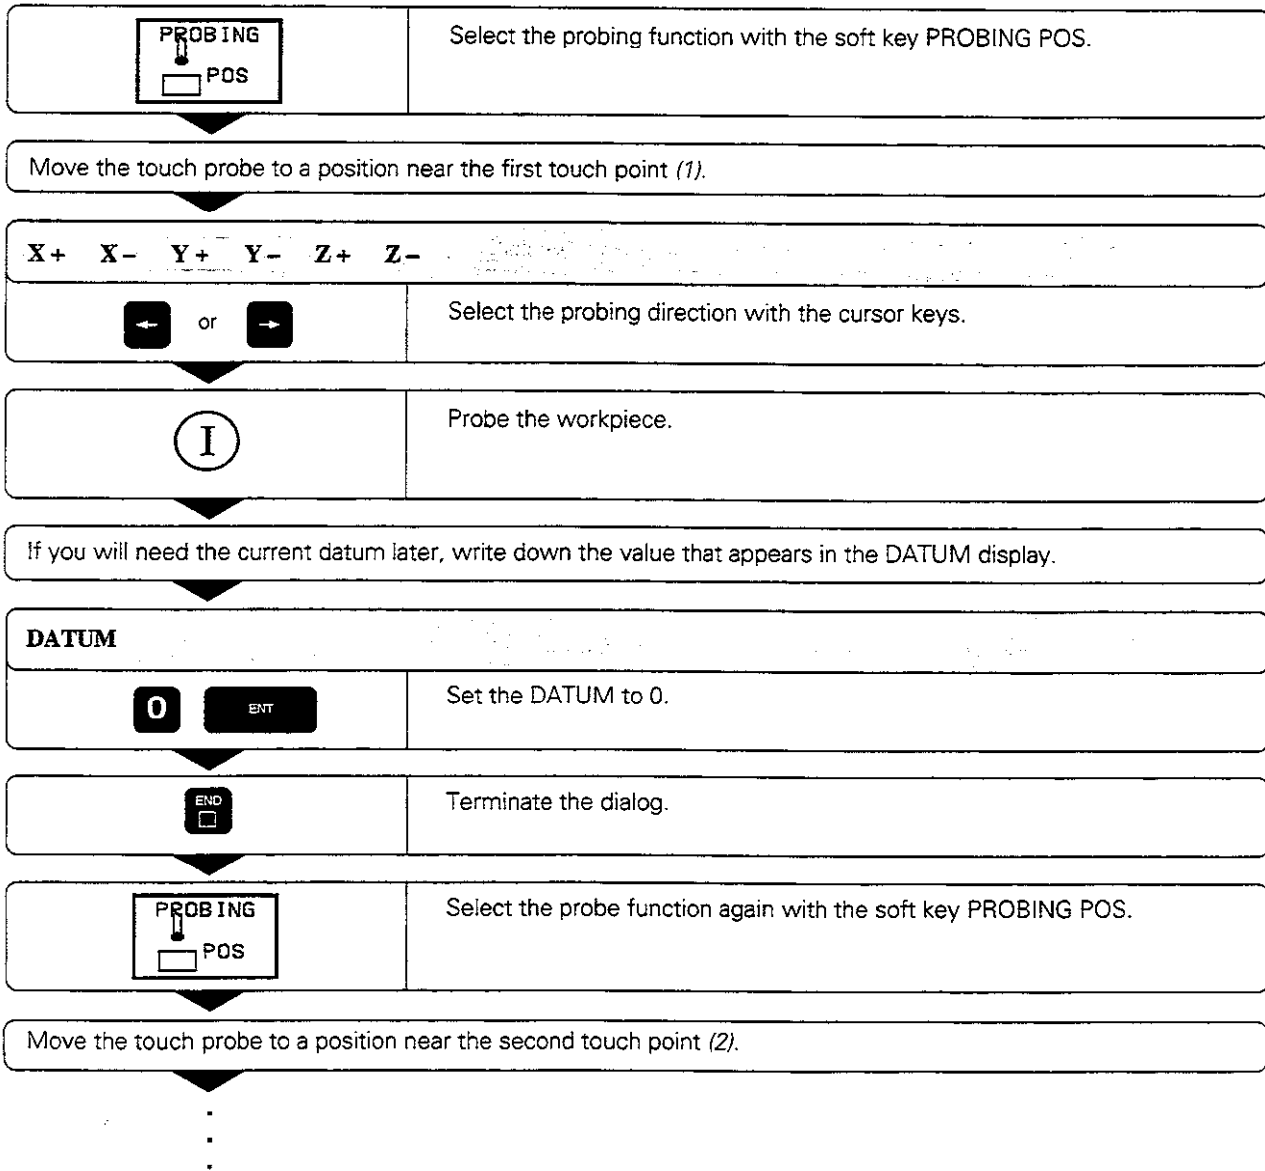 PROBING
POS
Select the probing function with the soft key PROBING POS.
Move the touch probe to a position near the first touch point (1).
X+ X– Y+ Y– Z+ Z–
or
Select the probing direction with the cursor keys.
I
Probe the workpiece.
If you will need the current datum later, write down the value that appears in the DATUM display.
DATUM
0 ENT
Set the DATUM to 0.
END
Terminate the dialog.
PROBING
POS
Select the probe function again with the soft key PROBING POS.
Move the touch probe to a position near the second touch point (2).